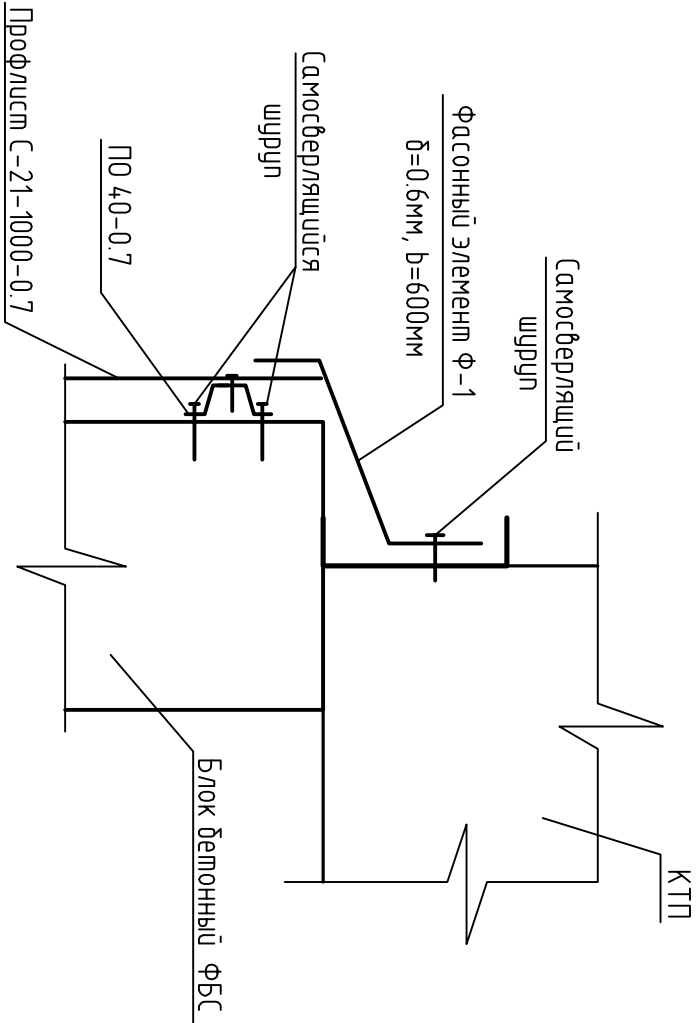 КТП
Самосверлящий
шуруп
Фасонный элемент Ф-1
δ=0.6мм, b=600мм
Самосверлящийся
шуруп
ПО 40-0.7
Профлист С-21-1000-0.7
Блок бетонный ФБС